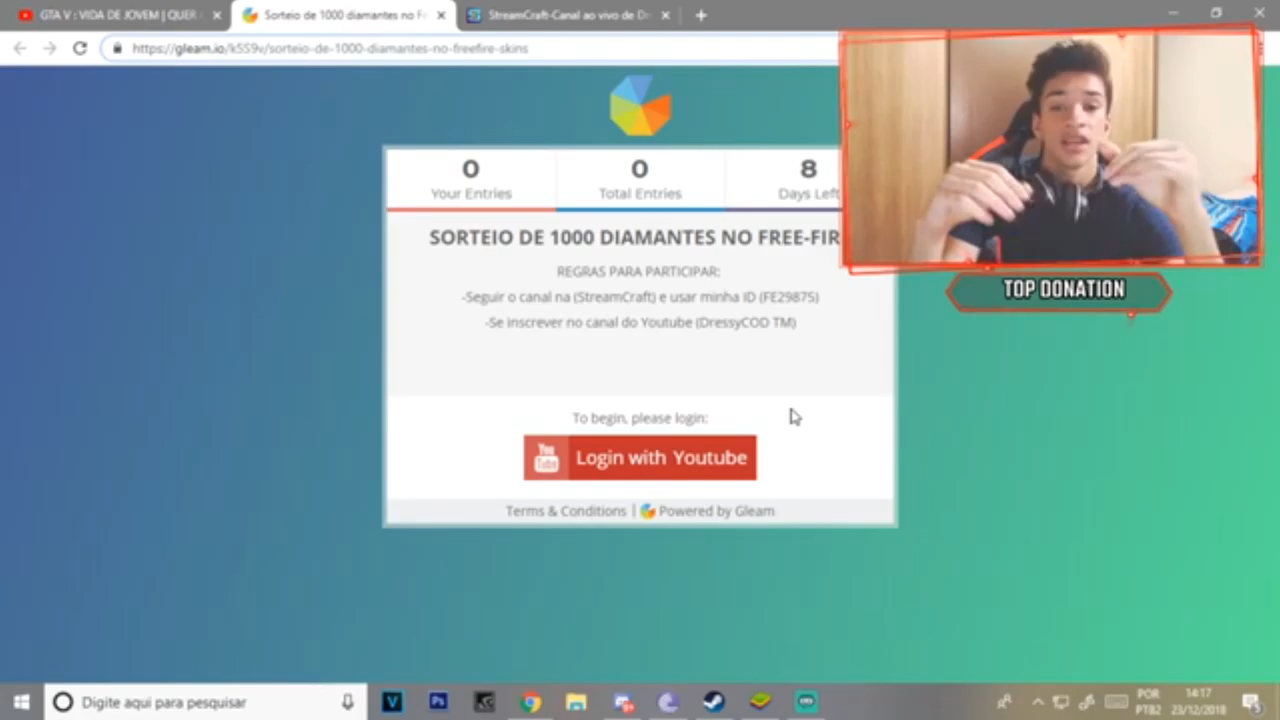 GTA V : VIDA DE JOVEM | QUER
Sorteio de 1000 diamantes no F
StreamCraft-Canal ao vivo de D
https://gleam.io/k5S9v/sorteio-de-1000-diamantes-no-freefire-skins
0
Your Entries
0
Total Entries
8
Days Left
SORTEIO DE 1000 DIAMANTES NO FREE-FIR
REGRAS PARA PARTICIPAR:
-Seguir o canal na (StreamCraft) e usar minha ID (FE29875)
-Se inscrever no canal do Youtube (DressyCOD TM)
To begin, please login:
You Tube
Login with Youtube
Terms & Conditions | Powered by Gleam
TOP DONATION
Digite aqui para pesquisar
V
Ps
POR
PTB2
14:17
23/12/2018